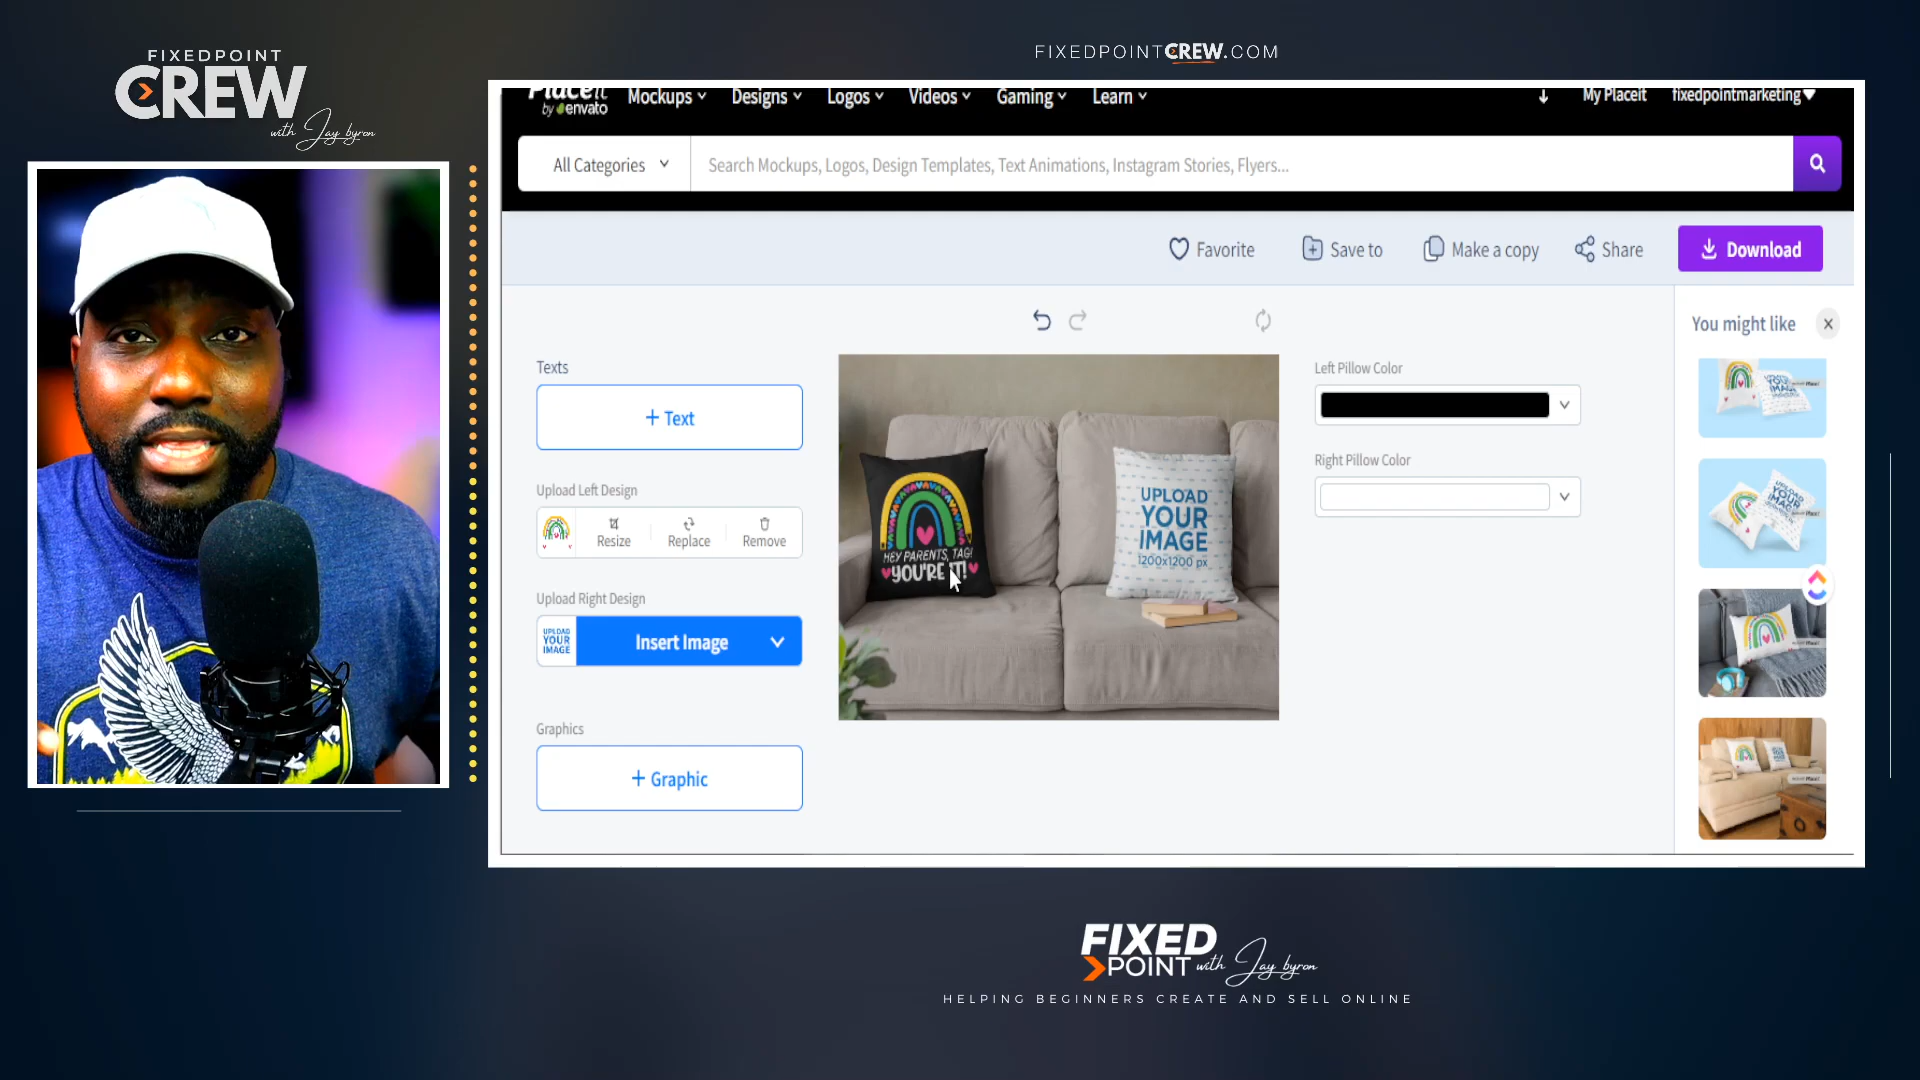 FIXEDPOINT
CREW
with Jay byron
FIXEDPOINTCREW.COM
Placeit
by envato
Mockups
Designs
Logos
Videos
Gaming
Learn
My Placeit
fixedpointmarketing
All Categories
Search Mockups, Logos, Design Templates, Text Animations, Instagram Stories, Flyers...
Favorite
Save to
Make a copy
Share
Download
Texts
+ Text
Upload Left Design
Resize
Replace
Remove
Upload Right Design
UPLOAD
YOUR
IMAGE
Insert Image
Graphics
+ Graphic
HEY PARENTS, TAG!
YOU'RE IT!
UPLOAD
YOUR
IMAGE
1200x1200 px
Left Pillow Color
Right Pillow Color
You might like
FIXED
POINT with Jay byron
HELPING BEGINNERS CREATE AND SELL ONLINE